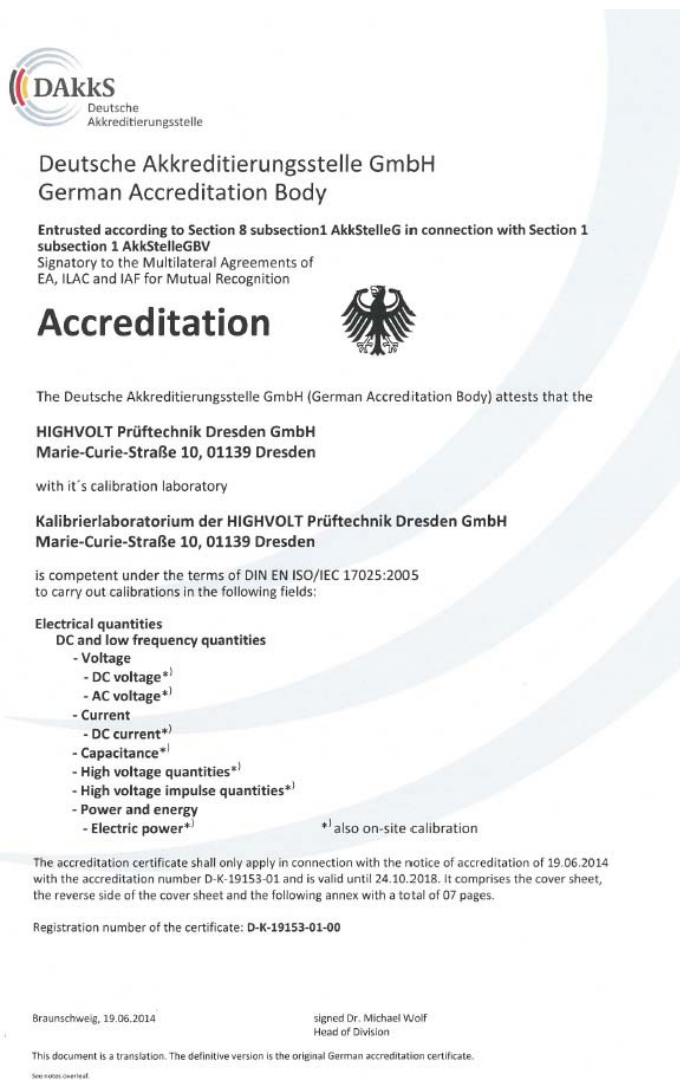 DAkkS
Deutsche
Akkreditierungsstelle
Deutsche Akkreditierungsstelle GmbH
German Accreditation Body
Entrusted according to Section 8 subsection1 AkkStelleG in connection with Section 1
subsection 1 AkkStelleGBV
Signatory to the Multilateral Agreements of
EA, ILAC and IAF for Mutual Recognition
Accreditation
The Deutsche Akkreditierungsstelle GmbH (German Accreditation Body) attests that the
HIGHVOLT Prüftechnik Dresden GmbH
Marie-Curie-Straße 10, 01139 Dresden
with it´s calibration laboratory
Kalibrierlaboratorium der HIGHVOLT Prüftechnik Dresden GmbH
Marie-Curie-Straße 10, 01139 Dresden
is competent under the terms of DIN EN ISO/IEC 17025:2005
to carry out calibrations in the following fields:
Electrical quantities
DC and low frequency quantities
- Voltage
- DC voltage*)
- AC voltage*)
- Current
- DC current*)
- Capacitance*)
- High voltage quantities*)
- High voltage impulse quantities*)
- Power and energy
- Electric power*) *) also on-site calibration
The accreditation certificate shall only apply in connection with the notice of accreditation of 19.06.2014
with the accreditation number D-K-19153-01 and is valid until 24.10.2018. It comprises the cover sheet,
the reverse side of the cover sheet and the following annex with a total of 07 pages.
Registration number of the certificate: D-K-19153-01-00
Braunschweig, 19.06.2014 signed Dr. Michael Wolf
Head of Division
This document is a translation. The definitive version is the original German accreditation certificate.
See notes overleaf.